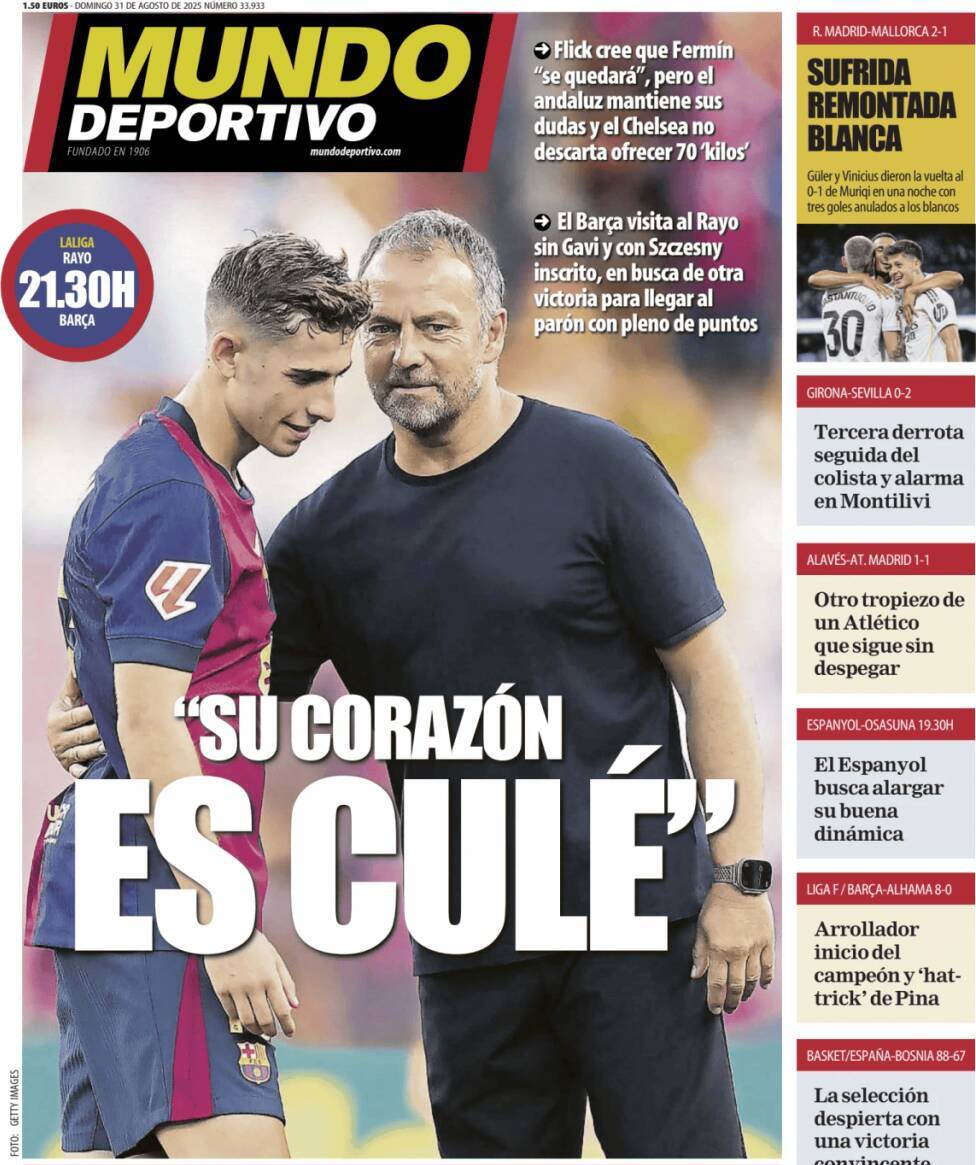 1.50 EUROS - DOMINGO 31 DE AGOSTO DE 2025 NÚMERO 33.933
MUNDO
DEPORTIVO
FUNDADO EN 1906
mundodeportivo.com
Flick cree que Fermín
“se quedará”, pero el
andaluz mantiene sus
dudas y el Chelsea no
descarta ofrecer 70 ‘kilos’
El Barça visita al Rayo
sin Gavi y con Szczesny
inscrito, en busca de otra
victoria para llegar al
parón con pleno de puntos
LALIGA
RAYO
21.30H
BARÇA
“SU CORAZÓN
ES CULÉ”
FOTO: GETTY IMAGES
R. MADRID-MALLORCA 2-1
SUFRIDA
REMONTADA
BLANCA
Güler y Vinicius dieron la vuelta al
0-1 de Muriqi en una noche con
tres goles anulados a los blancos
30
GIRONA-SEVILLA 0-2
Tercera derrota
seguida del
colista y alarma
en Montilivi
ALAVÉS-AT. MADRID 1-1
Otro tropiezo de
un Atlético
que sigue sin
despegar
ESPANYOL-OSASUNA 19.30H
El Espanyol
busca alargar
su buena
dinámica
LIGA F / BARÇA-ALHAMA 8-0
Arrollador
inicio del
campeón y ‘hat-
trick’ de Pina
BASKET/ESPAÑA-BOSNIA 88-67
La selección
despierta con
una victoria
convincente